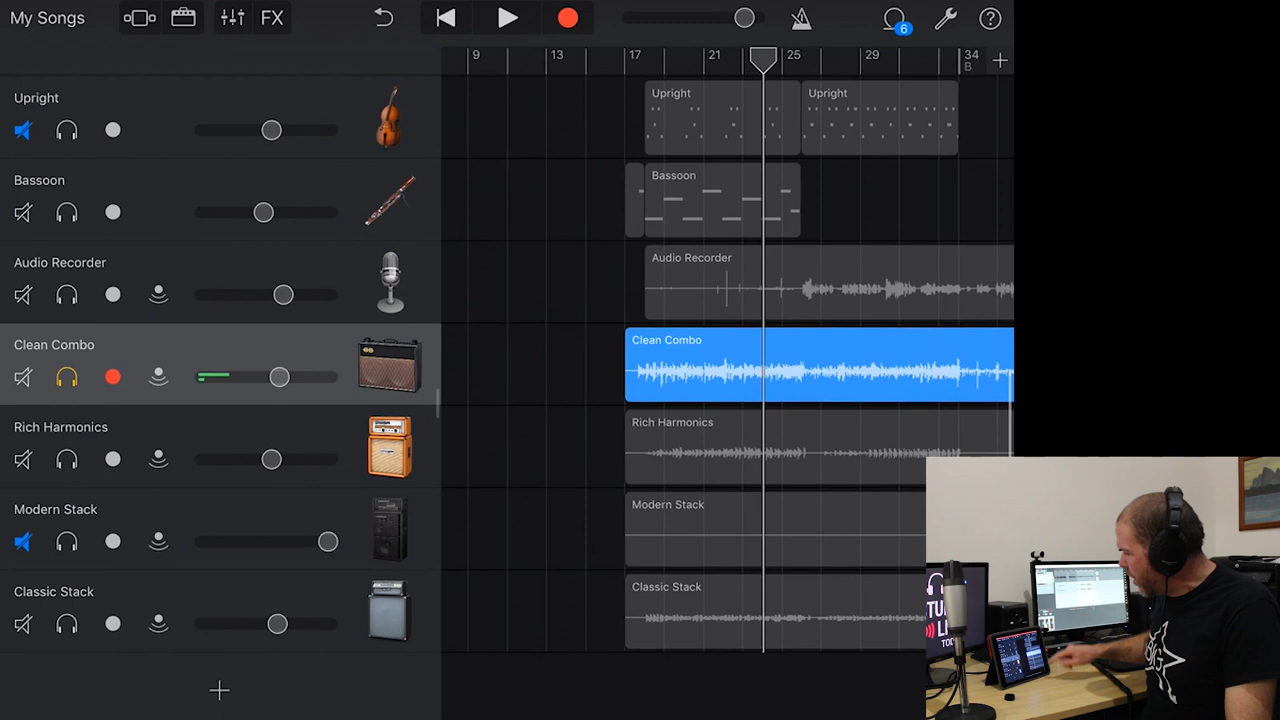 My Songs
FX
6
9 13 17 21 25 29 34
B
Upright
Upright Upright
Bassoon
Bassoon
Audio Recorder
Audio Recorder
Clean Combo
Clean Combo
Rich Harmonics
Rich Harmonics
Modern Stack
Modern Stack
Classic Stack
Classic Stack